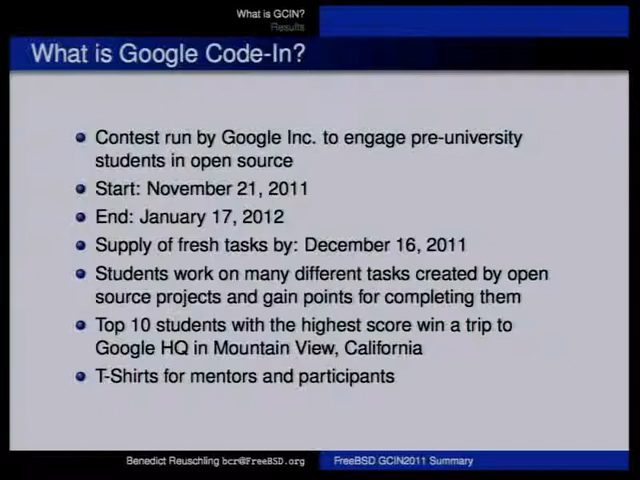 What is GCIN?
Results
What is Google Code-In?
Contest run by Google Inc. to engage pre-university
students in open source
Start: November 21, 2011
End: January 17, 2012
Supply of fresh tasks by: December 16, 2011
Students work on many different tasks created by open
source projects and gain points for completing them
Top 10 students with the highest score win a trip to
Google HQ in Mountain View, California
T-Shirts for mentors and participants
Benedict Reuschling bcr@FreeBSD.org
FreeBSD GCIN2011 Summary